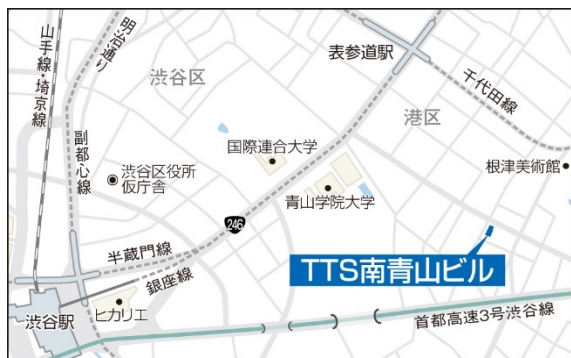 山手線・埼京線
明治通り
副都心線
渋谷区
表参道駅
千代田線
港区
国際連合大学
渋谷区役所
仮庁舎
根津美術館
青山学院大学
246
半蔵門線
銀座線
TTS南青山ビル
ヒカリエ
渋谷駅
首都高速3号渋谷線